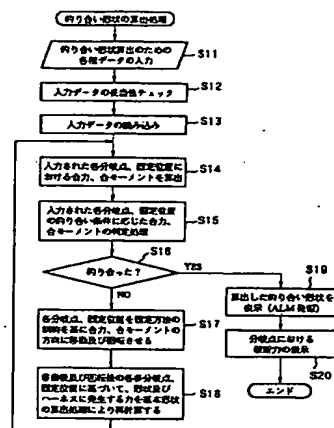 釣り合い形状の算出処理
釣り合い形状算出のための
各種データの入力
S11
入力データの妥当性チェック
S12
入力データの読み込み
S13
入力された各分岐点、固定位置に
おける合力、合モーメントを算出
S14
入力された各分岐点、固定位置
の釣り合い条件に応じた合力、
合モーメントの判定処理
S15
釣り合った?
S16
YES
NO
各分岐点、固定位置を固定方法の
制約を基に合力、合モーメントの
方向に移動及び回転させる
S17
移動後及び回転後の各分岐点、
固定位置に基づいて、形状及び
ハーネスに発生する力を基本形状
の算出処理により再計算する
S18
算出した釣り合い形状を
表示
S19
分岐点における
の表示
S20
エンド